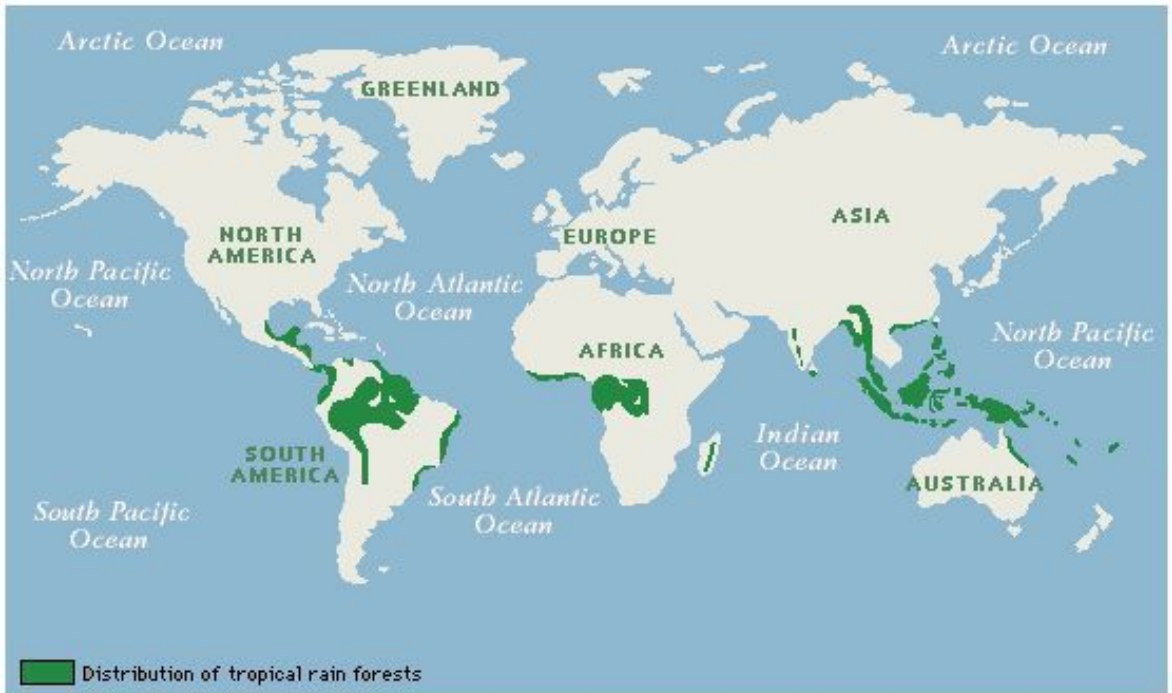 Arctic Ocean
Arctic Ocean
GREENLAND
NORTH
AMERICA
EUROPE
ASIA
North Pacific
Ocean
North Atlantic
Ocean
AFRICA
North Pacific
Ocean
SOUTH
AMERICA
Indian
Ocean
AUSTRALIA
South Pacific
Ocean
South Atlantic
Ocean
Distribution of tropical rain forests